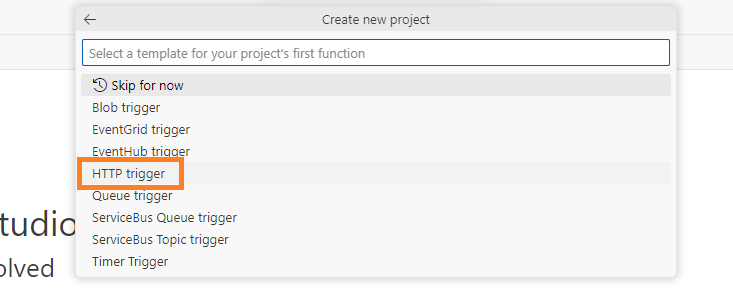 Create new project
Select a template for your project's first function
Skip for now
Blob trigger
EventGrid trigger
EventHub trigger
HTTP trigger
Queue trigger
ServiceBus Queue trigger
tudio
ServiceBus Topic trigger
Timer Trigger
olved